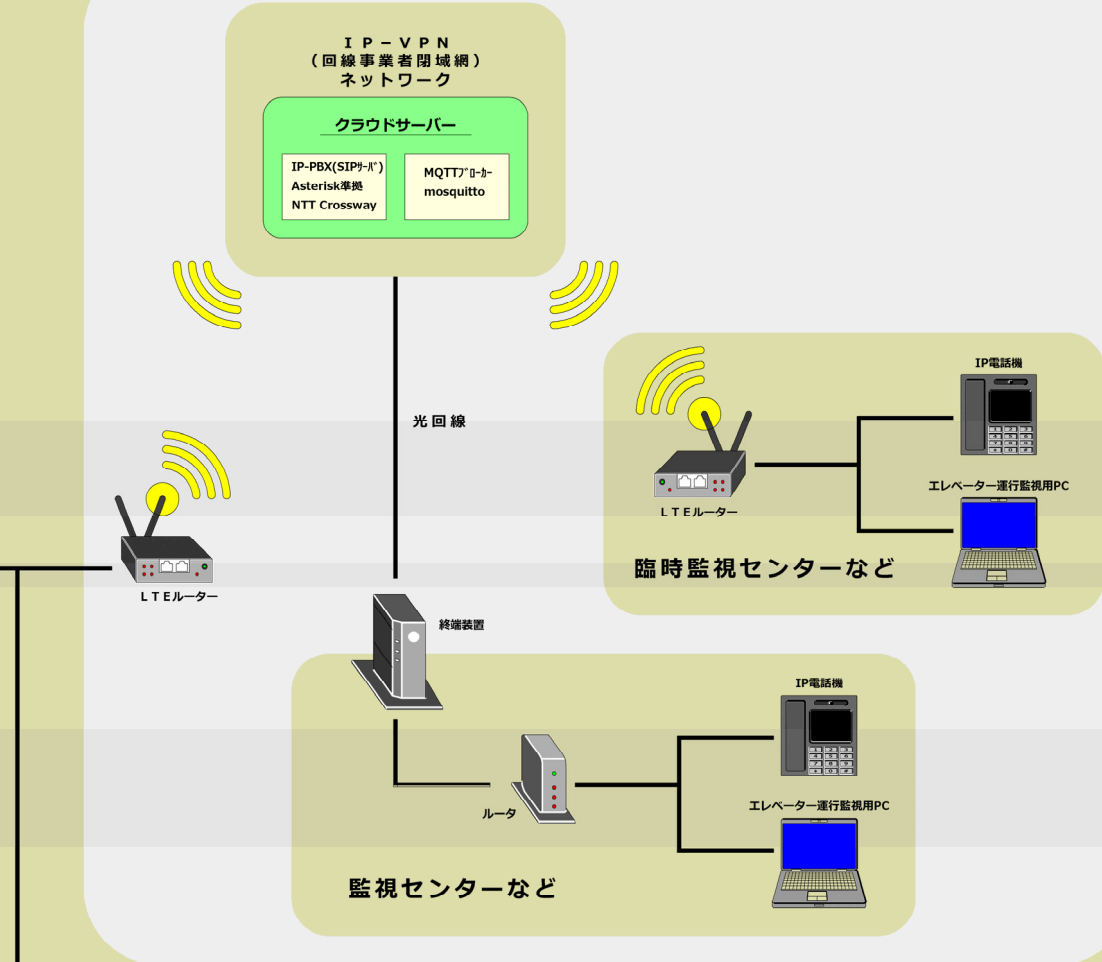 ＩＰ－ＶＰＮ
（回線事業者閉域網）
ネットワーク
クラウドサーバー
IP-PBX(SIPｻｰﾊﾞ)
Asterisk準拠
NTT Crossway
MQTTﾌﾞﾛｰｶｰ
mosquitto
光回線
IP電話機
エレベーター運行監視用PC
ＬＴＥルーター
臨時監視センターなど
ＬＴＥルーター
終端装置
IP電話機
ルータ
エレベーター運行監視用PC
監視センターなど